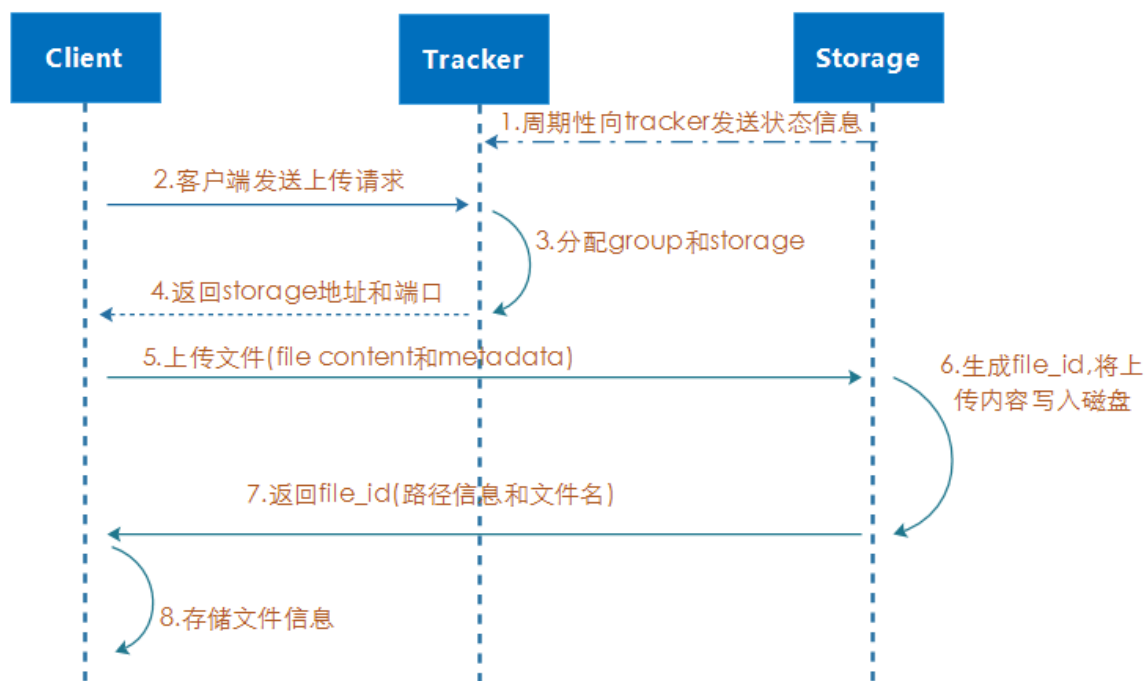 Client
Tracker
Storage
1.周期性向tracker发送状态信息
2.客户端发送上传请求
3.分配group和storage
4.返回storage地址和端口
5.上传文件(file content和metadata)
6.生成file_id,将上
传内容写入磁盘
7.返回file_id(路径信息和文件名)
8.存储文件信息